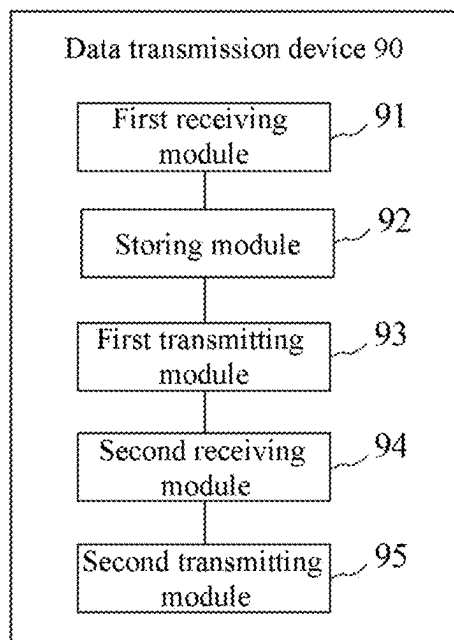 Data transmission device 90
First receiving
module
91
Storing module
92
First transmitting
module
93
Second receiving
module
94
Second transmitting
module
95